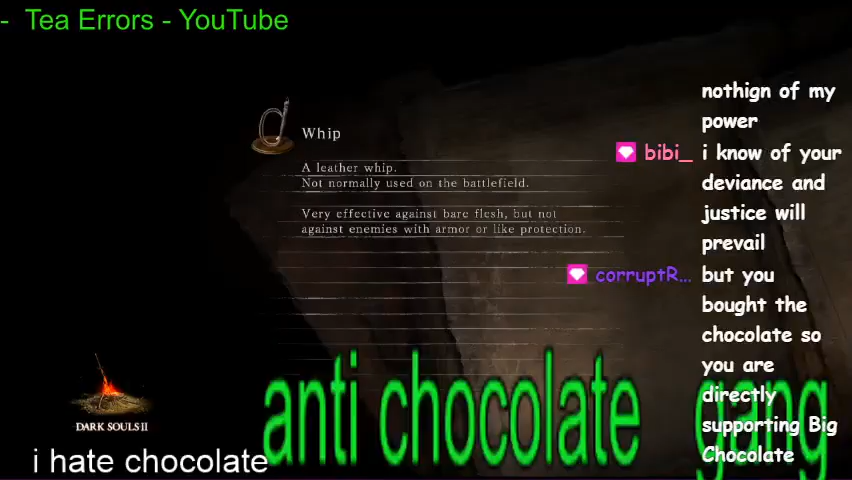 - Tea Errors - YouTube
Whip
A leather whip.
Not normally used on the battlefield.
Very effective against bare flesh, but not
against enemies with armor or like protection.
nothign of my
power
bibi_ i know of your
deviance and
justice will
prevail
corruptR... but you
bought the
chocolate so
you are
directly
supporting Big
Chocolate
anti chocolate gang
DARK SOULS II
i hate chocolate